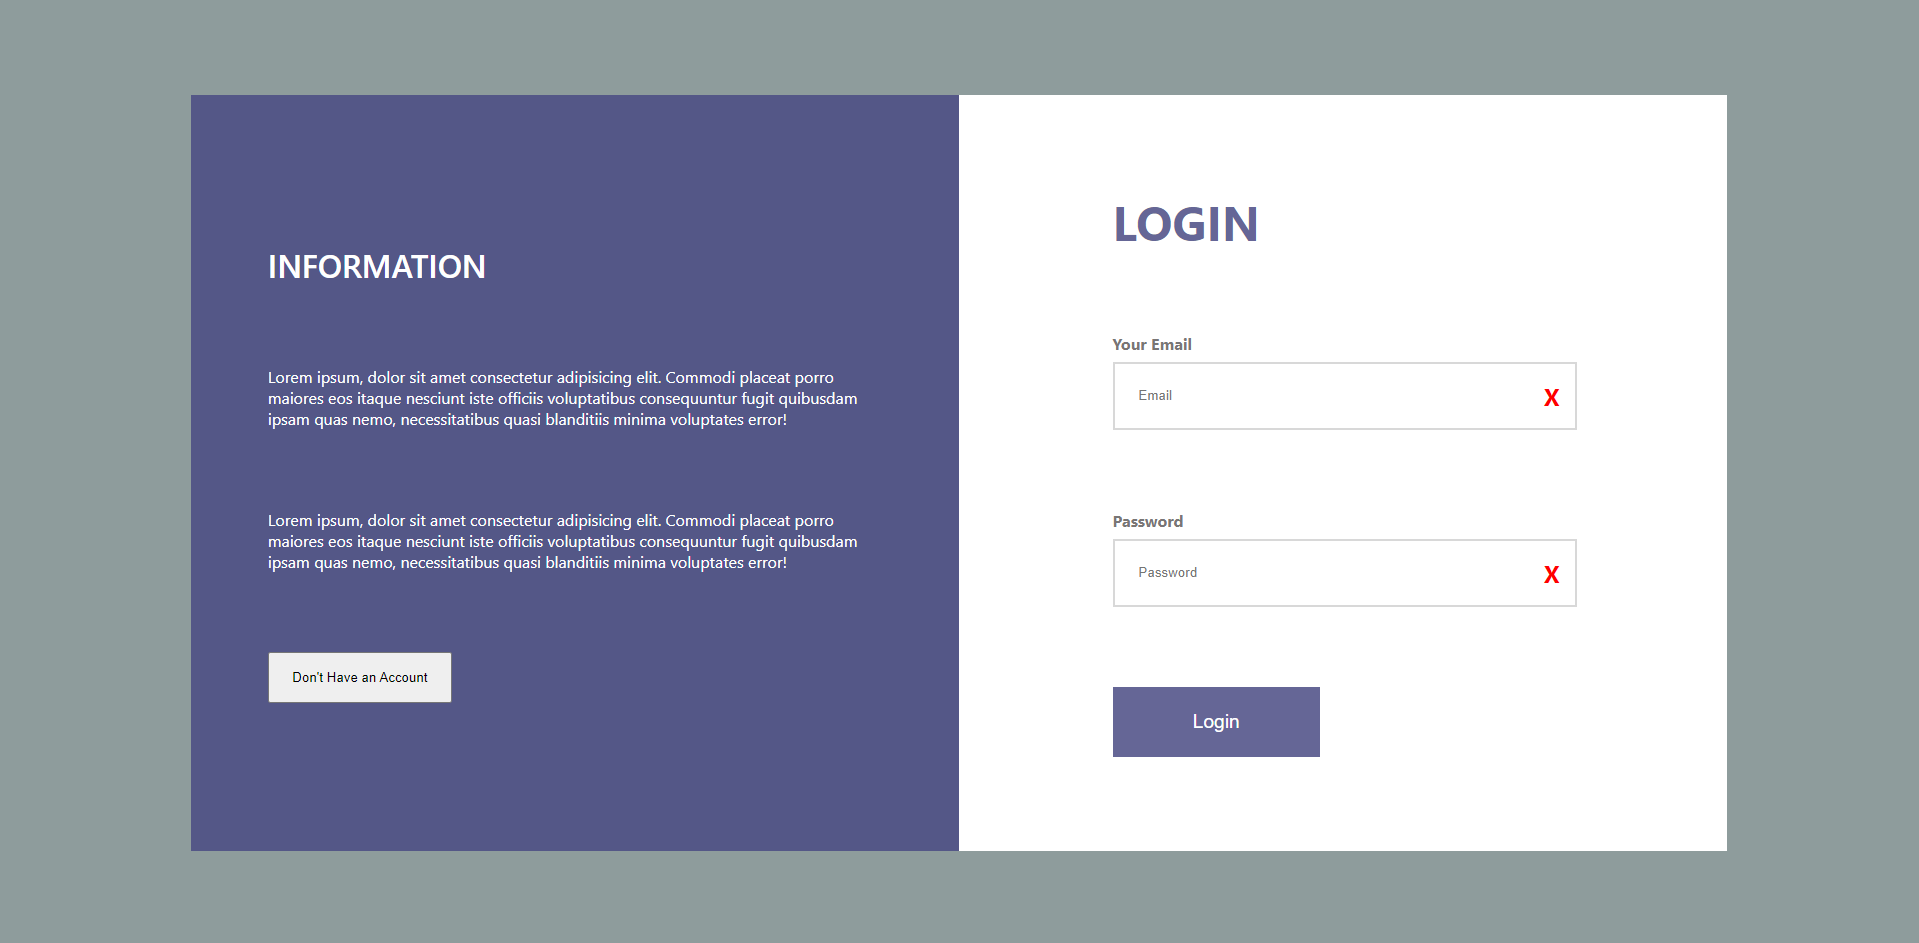 INFORMATION
Lorem ipsum, dolor sit amet consectetur adipisicing elit. Commodi placeat porro
maiores eos itaque nesciunt iste officiis voluptatibus consequuntur fugit quibusdam
ipsam quas nemo, necessitatibus quasi blanditiis minima voluptates error!
Lorem ipsum, dolor sit amet consectetur adipisicing elit. Commodi placeat porro
maiores eos itaque nesciunt iste officiis voluptatibus consequuntur fugit quibusdam
ipsam quas nemo, necessitatibus quasi blanditiis minima voluptates error!
Don't Have an Account
LOGIN
Your Email
Email X
Password
Password X
Login